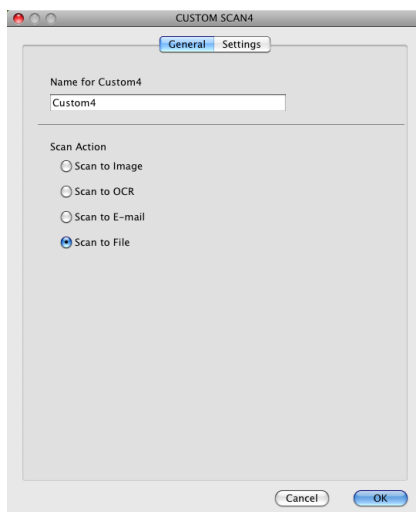 CUSTOM SCAN4
General Settings
Name for Custom4
Custom4
Scan Action
Scan to Image
Scan to OCR
Scan to E-mail
Scan to File
Cancel OK